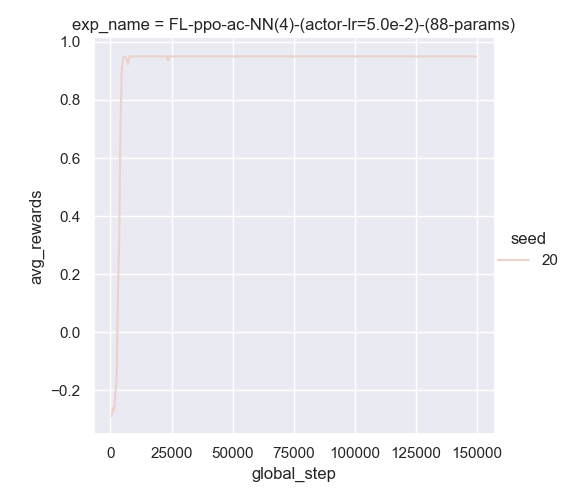 exp_name = FL-ppo-ac-NN(4)-(actor-lr=5.0e-2)-(88-params)
1.0
0.8
0.6
0.4
0.2
0.0
−0.2
avg_rewards
0 25000 50000 75000 100000 125000 150000
global_step
seed
20